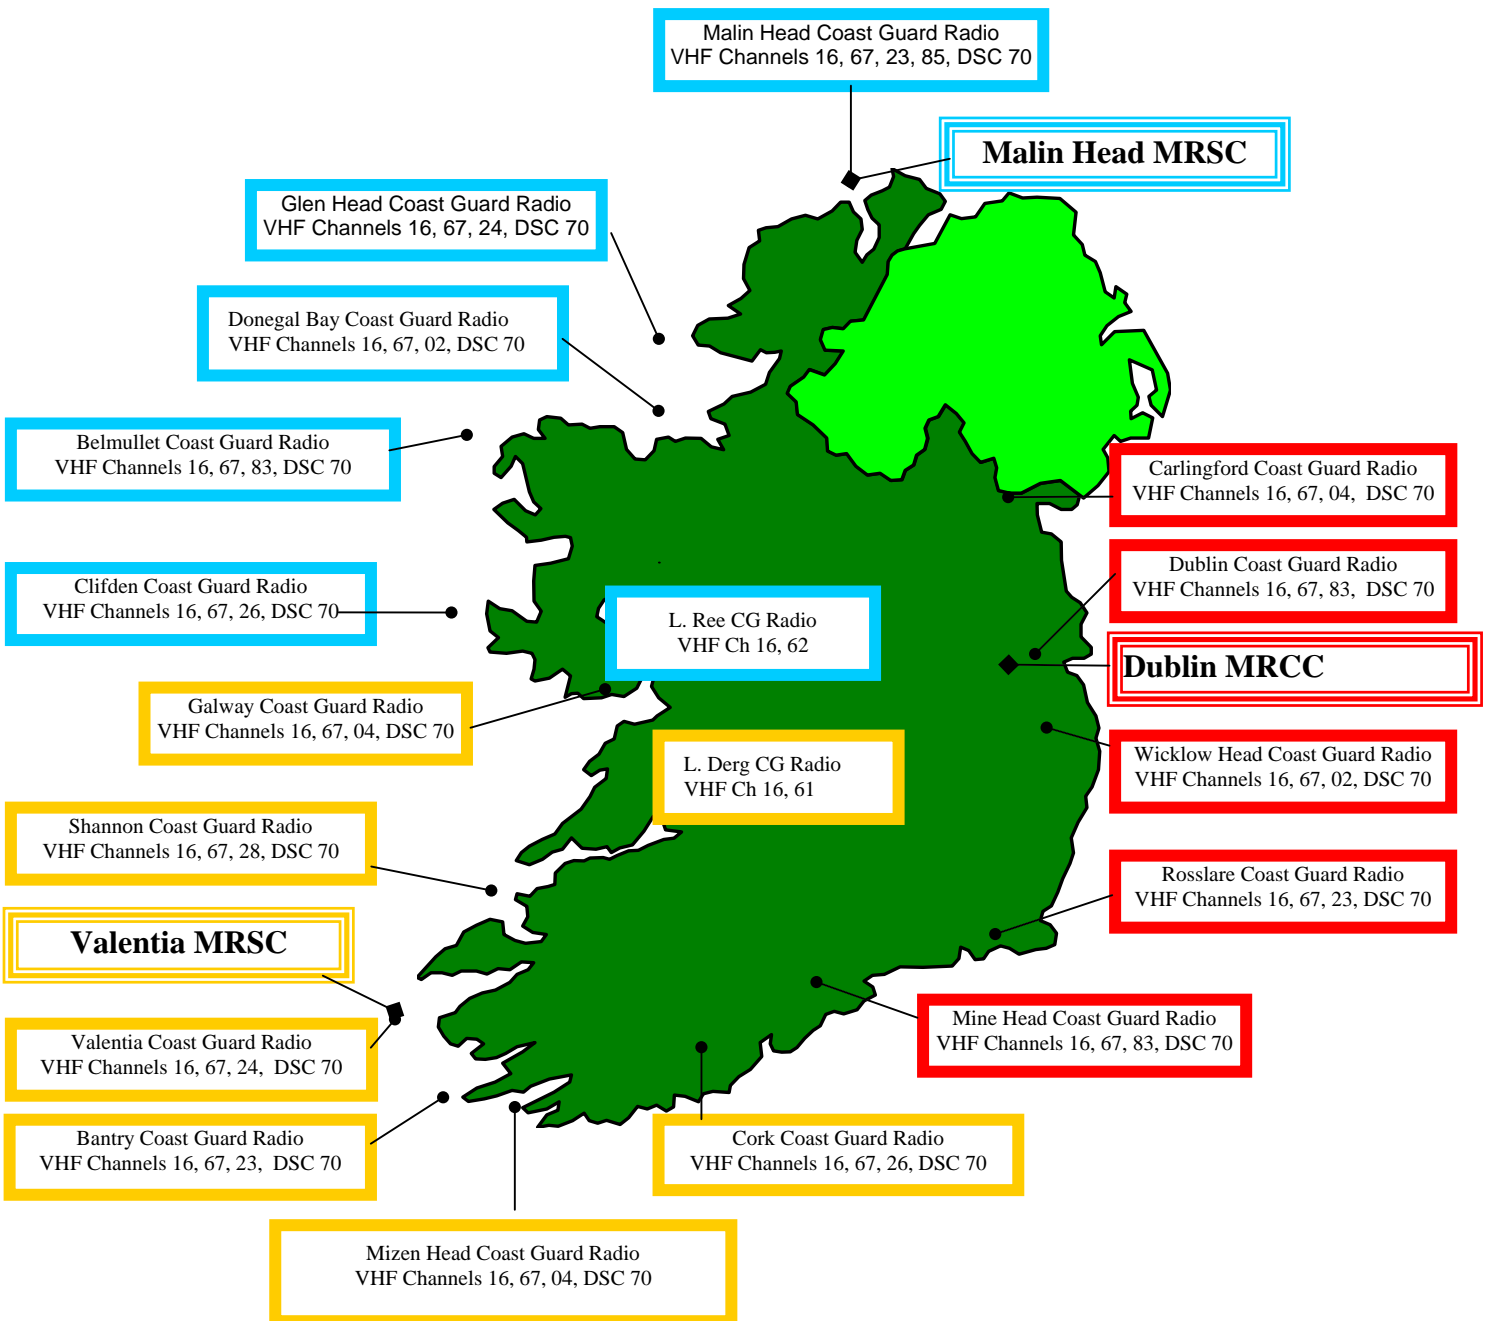 Malin Head Coast Guard Radio
VHF Channels 16, 67, 23, 85, DSC 70
Malin Head MRSC
Glen Head Coast Guard Radio
VHF Channels 16, 67, 24, DSC 70
Donegal Bay Coast Guard Radio
VHF Channels 16, 67, 02, DSC 70
Belmullet Coast Guard Radio
VHF Channels 16, 67, 83, DSC 70
Carlingford Coast Guard Radio
VHF Channels 16, 67, 04, DSC 70
Clifden Coast Guard Radio
VHF Channels 16, 67, 26, DSC 70
Dublin Coast Guard Radio
VHF Channels 16, 67, 83, DSC 70
L. Ree CG Radio
VHF Ch 16, 62
Dublin MRCC
Galway Coast Guard Radio
VHF Channels 16, 67, 04, DSC 70
Wicklow Head Coast Guard Radio
VHF Channels 16, 67, 02, DSC 70
L. Derg CG Radio
VHF Ch 16, 61
Shannon Coast Guard Radio
VHF Channels 16, 67, 28, DSC 70
Rosslare Coast Guard Radio
VHF Channels 16, 67, 23, DSC 70
Valentia MRSC
Mine Head Coast Guard Radio
VHF Channels 16, 67, 83, DSC 70
Valentia Coast Guard Radio
VHF Channels 16, 67, 24, DSC 70
Bantry Coast Guard Radio
VHF Channels 16, 67, 23, DSC 70
Cork Coast Guard Radio
VHF Channels 16, 67, 26, DSC 70
Mizen Head Coast Guard Radio
VHF Channels 16, 67, 04, DSC 70